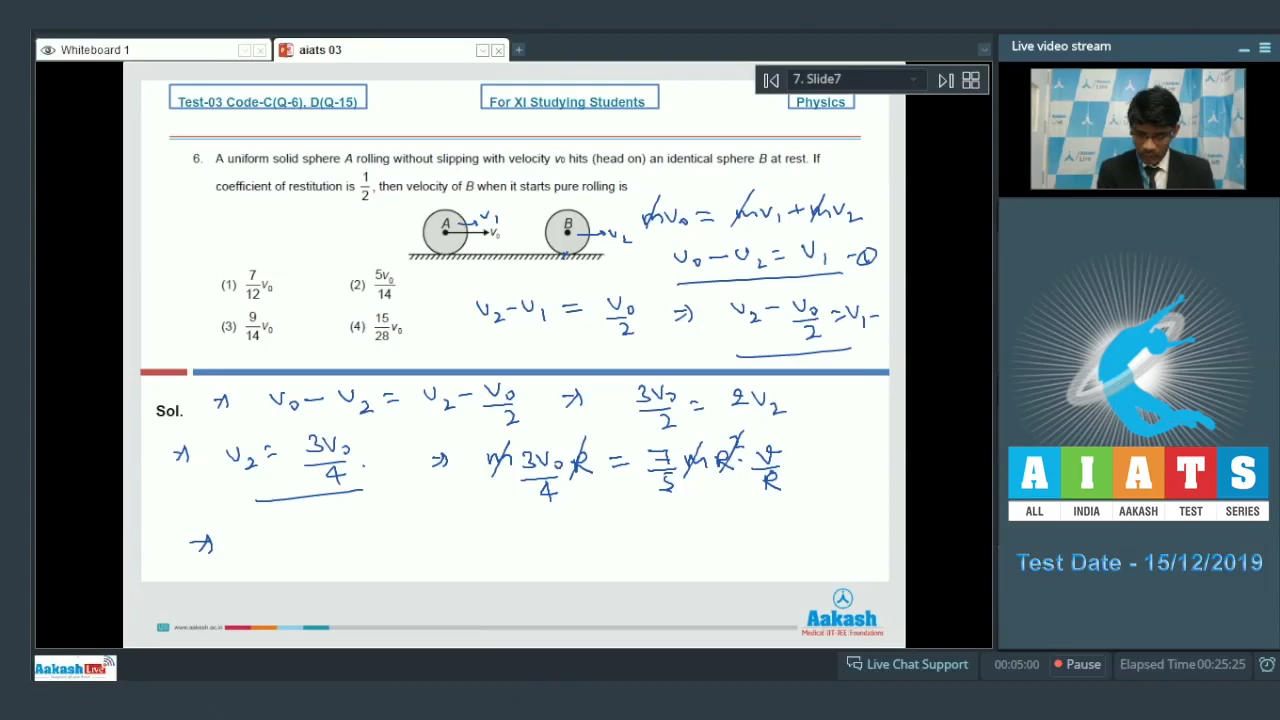 Whiteboard 1
aiats 03
Live video stream
7. Slide7
Test-03 Code-C(Q-6), D(Q-15)
For XI Studying Students
Physics
6. A uniform solid sphere A rolling without slipping with velocity v₀ hits (head on) an identical sphere B at rest. If
coefficient of restitution is 1/2, then velocity of B when it starts pure rolling is
A v₁ v₀
B v₂
mv₀ = mv₁ + mv₂
v₀ – v₂ = v₁ –①
(1) 7/12 v₀ (2) 5v₀/14
(3) 9/14 v₀ (4) 15/28 v₀
v₂ – v₁ = v₀/2 ⇒ v₂ – v₀/2 = v₁ –
Sol. ⇒ v₀ – v₂ = v₂ – v₀/2 ⇒ 3v₀/2 = 2v₂
⇒ v₂ = 3v₀/4 . ⇒ m 3v₀/4 R = 7/5 mR² · v/R
⇒
www.aakash.ac.in
Aakash
Medical IIT-JEE Foundations
A I A T S
ALL INDIA AAKASH TEST SERIES
Test Date - 15/12/2019
Aakash Live
Live Chat Support
00:05:00
Pause
Elapsed Time 00:25:25